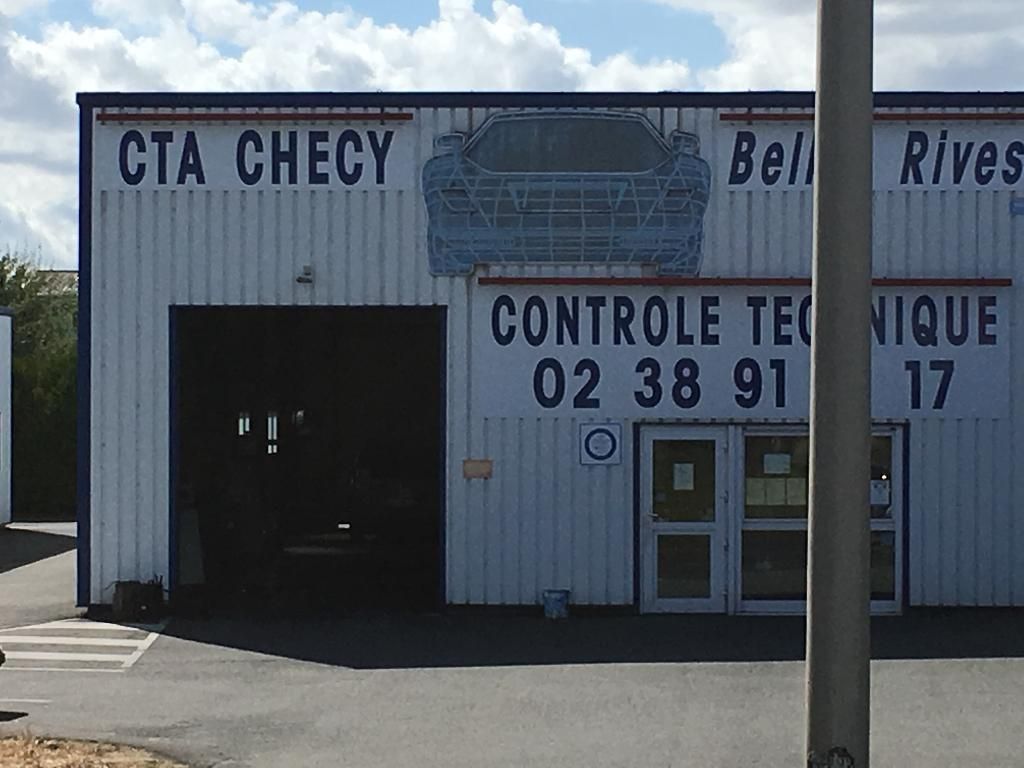 CTA CHECY
Rives
CONTROLE
02 38 91 17